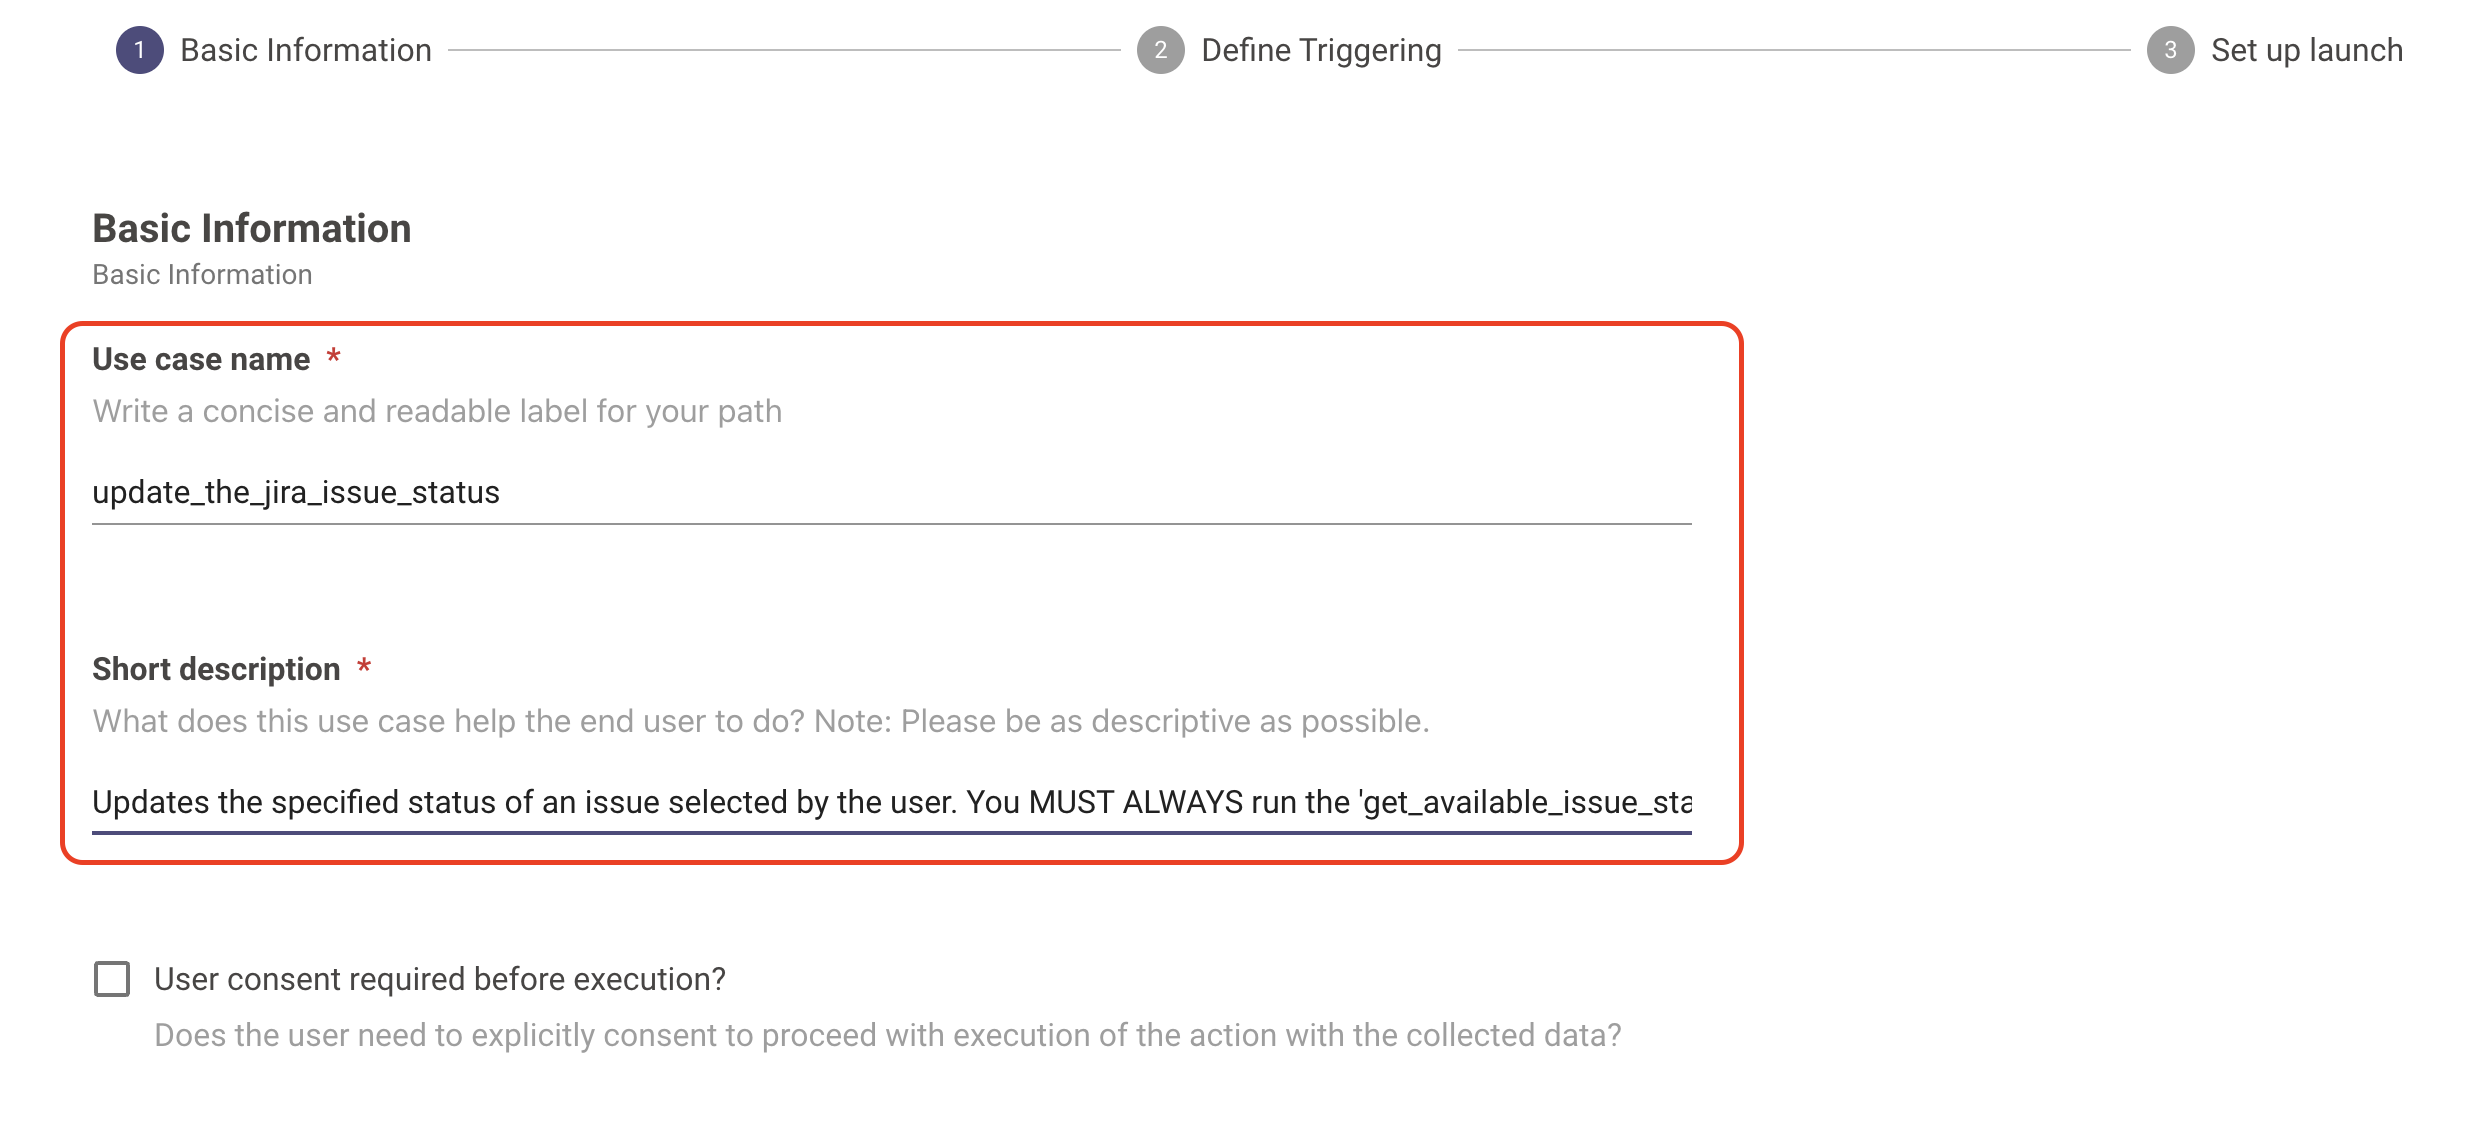 1 Basic Information 2 Define Triggering 3 Set up launch
Basic Information
Basic Information
Use case name *
Write a concise and readable label for your path
update_the_jira_issue_status
Short description *
What does this use case help the end user to do? Note: Please be as descriptive as possible.
Updates the specified status of an issue selected by the user. You MUST ALWAYS run the 'get_available_issue_sta
User consent required before execution?
Does the user need to explicitly consent to proceed with execution of the action with the collected data?